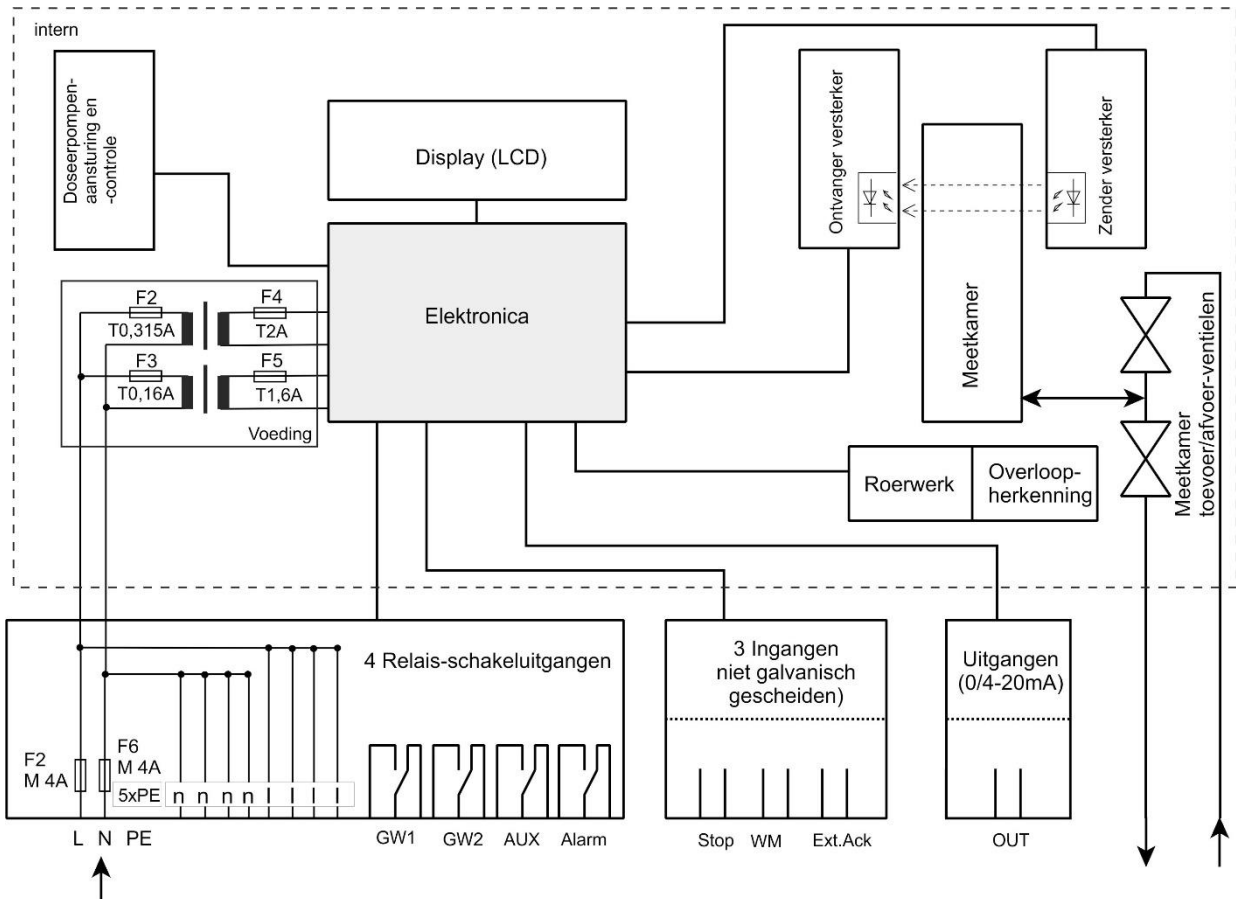 intern
Doseerpompen-
aansturing en
-controle
Display (LCD)
Ontvanger versterker
Zender versterker
Meetkamer
Elektronica
F2
T0,315A
F4
T2A
F3
T0,16A
F5
T1,6A
Voeding
Meetkamer
toevoer/afvoer-ventielen
Roerwerk
Overloop-
herkenning
4 Relais-schakeluitgangen
3 Ingangen
niet galvanisch
gescheiden)
Uitgangen
(0/4-20mA)
F2
M 4A
F6
M 4A
5xPE n n n n l l l l
L N PE
GW1 GW2 AUX Alarm
Stop WM Ext.Ack
OUT